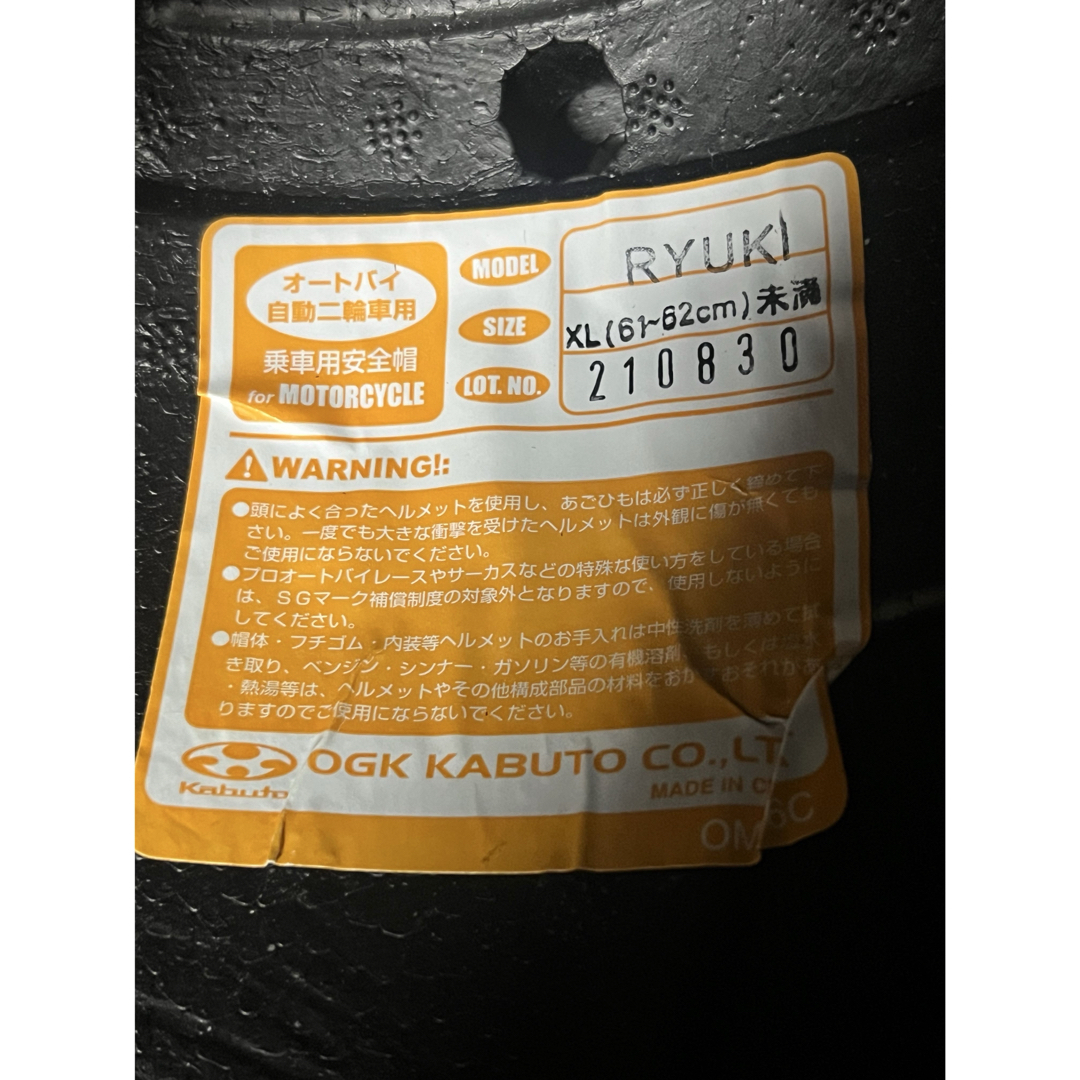 オートバイ
自動二輪車用
乗車用安全帽
for MOTORCYCLE
MODEL RYUKI
SIZE XL(61~62cm)未満
LOT. NO. 210830
WARNING!:
●頭によく合ったヘルメットを使用し、あごひもは必ず正しく締めて下
さい。一度でも大きな衝撃を受けたヘルメットは外観に傷が無くても
ご使用にならないでください。
●プロオートバイレースやサーカスなどの特殊な使い方をしている場合
は、SGマーク補償制度の対象外となりますので、使用しないように
してください。
●帽体・フチゴム・内装等ヘルメットのお手入れは中性洗剤を薄めて拭
き取り、ベンジン・シンナー・ガソリン等の有機溶剤、もしくは
・熱湯等は、ヘルメットやその他構成部品の材料をおかすおそれがあ
りますのでご使用にならないでください。
Kabuto OGK KABUTO CO.,LT
MADE IN C
OM 6C